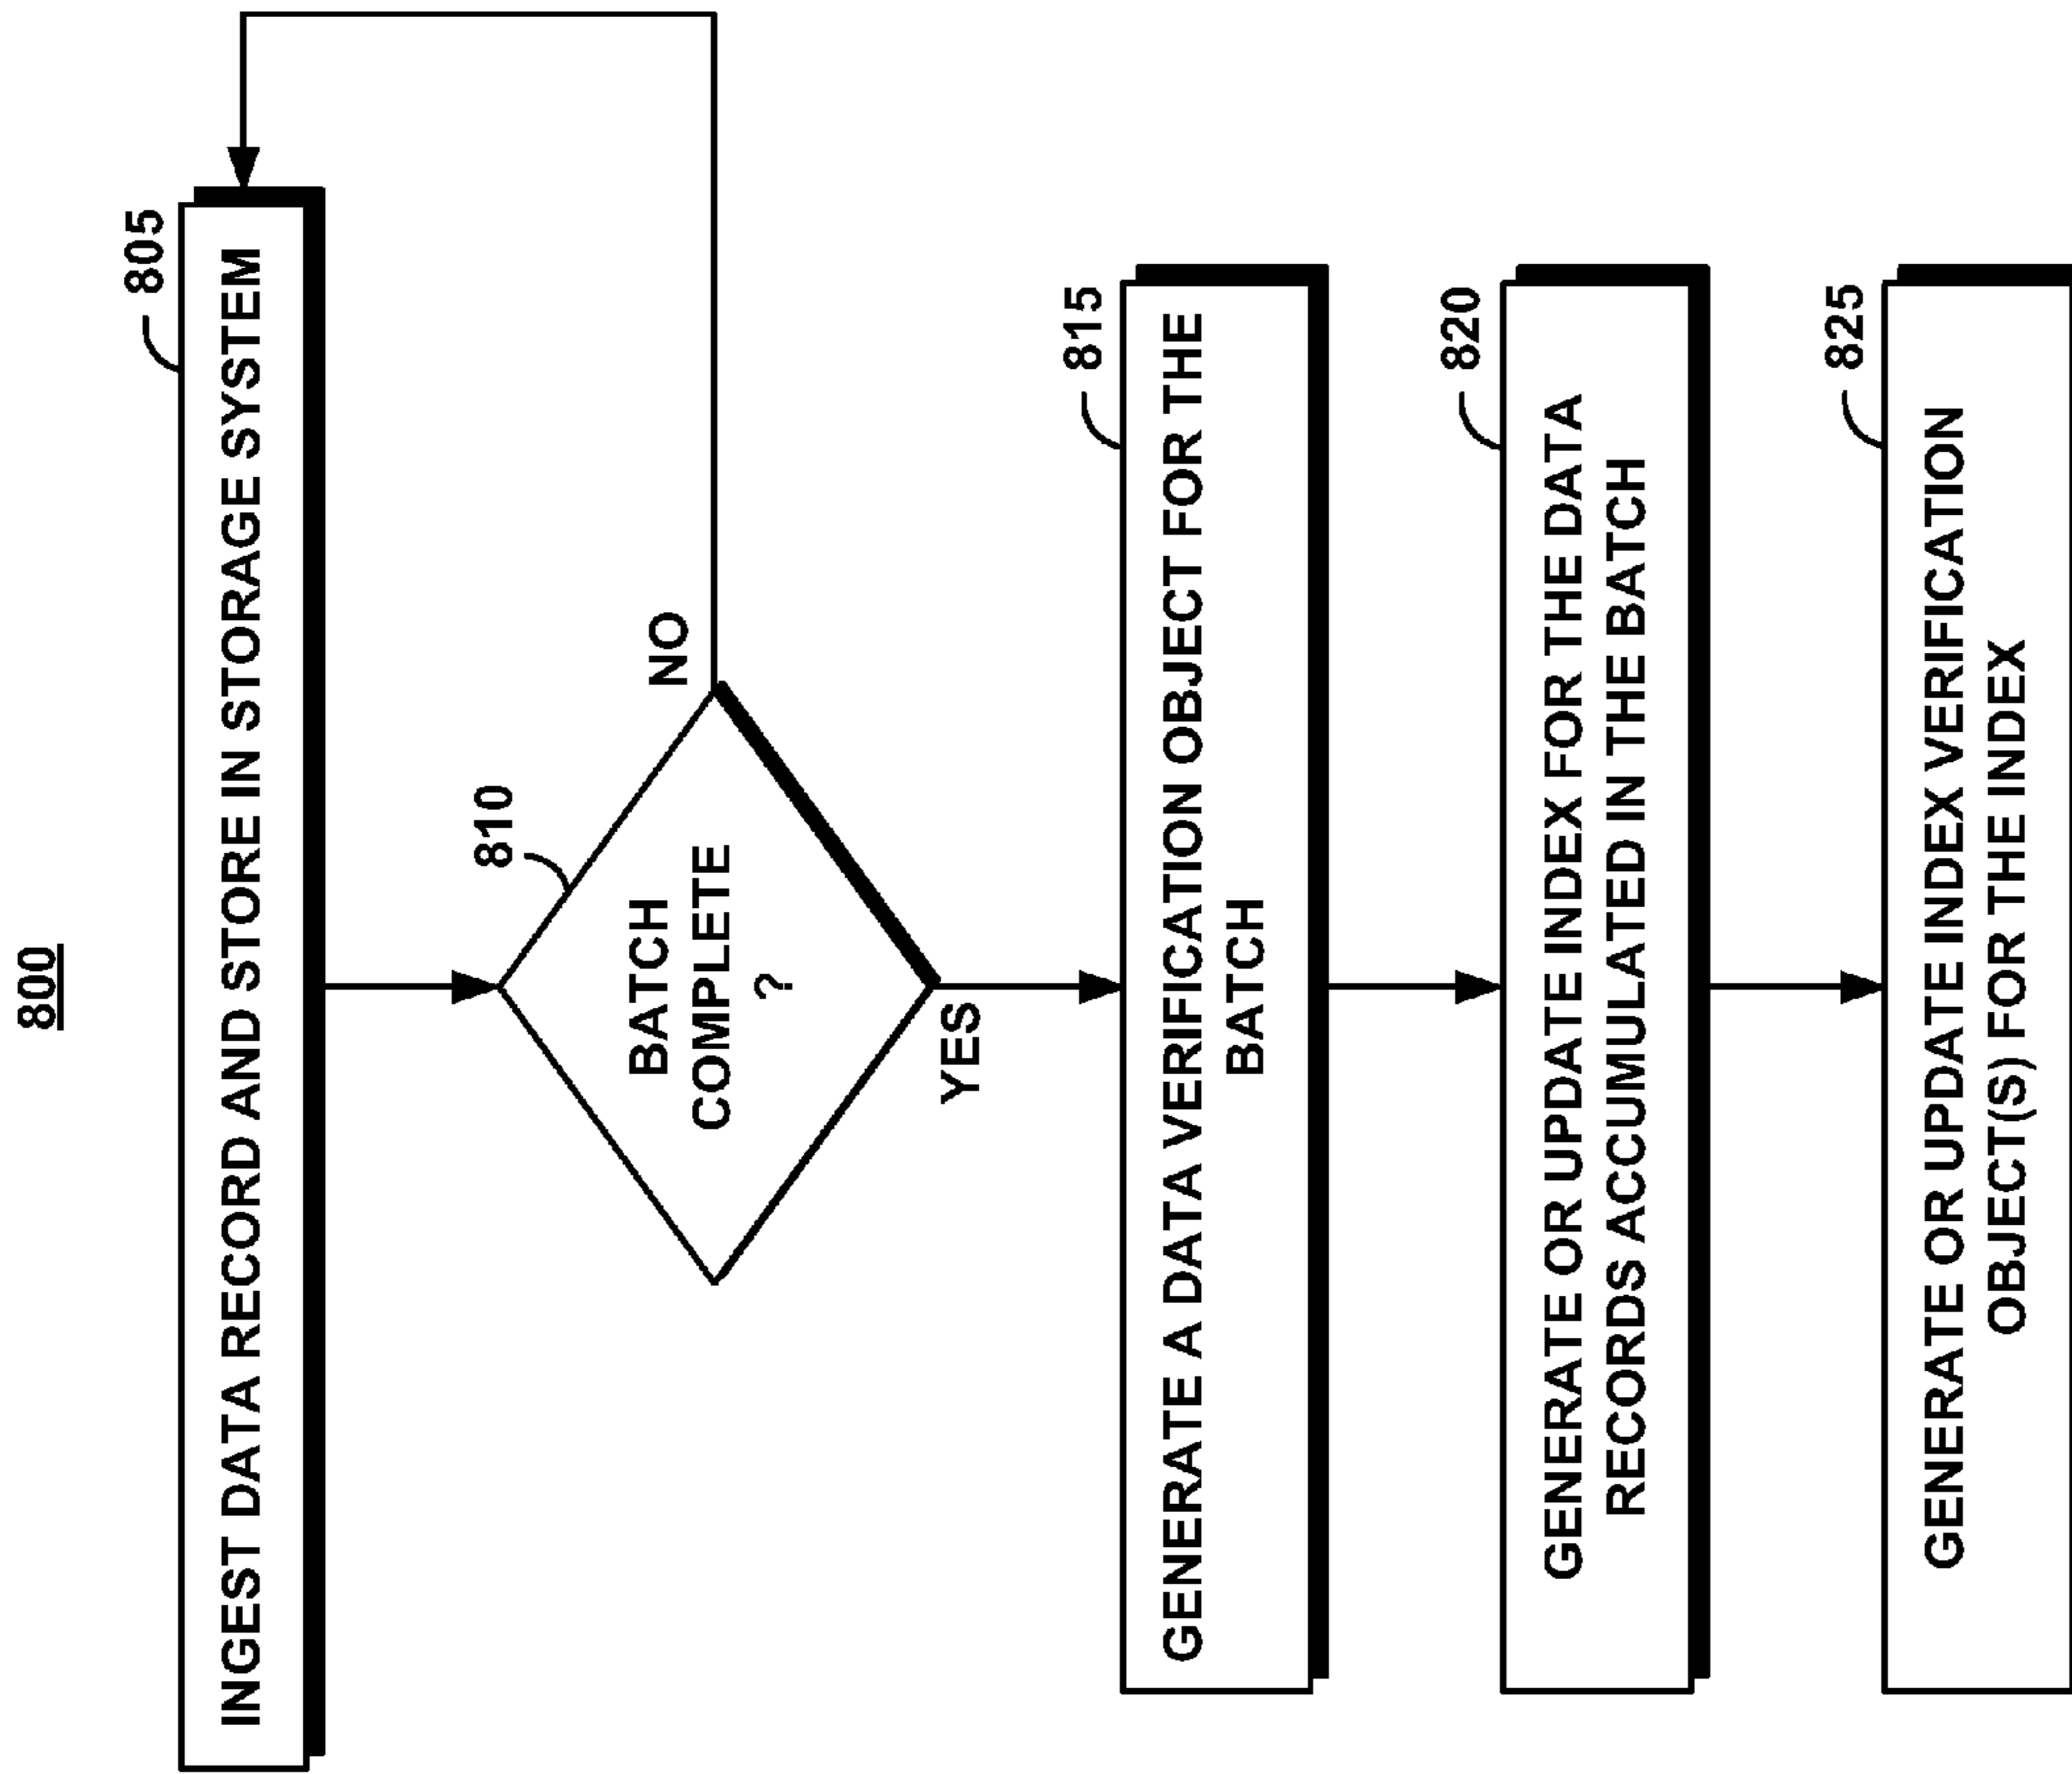 800
805
INGEST DATA RECORD AND STORE IN STORAGE SYSTEM
810
BATCH
COMPLETE
?
NO
YES
815
GENERATE A DATA VERIFICATION OBJECT FOR THE
BATCH
820
GENERATE OR UPDATE INDEX FOR THE DATA
RECORDS ACCUMULATED IN THE BATCH
825
GENERATE OR UPDATE INDEX VERIFICATION
OBJECT(S) FOR THE INDEX